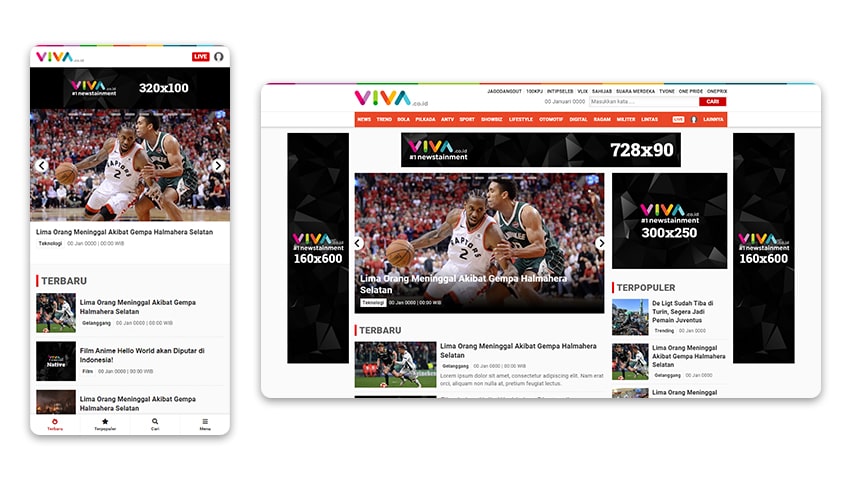 VIVA.co.id
LIVE
VIVA.co.id
#1 newstainment
320x100
Lima Orang Meninggal Akibat Gempa Halmahera Selatan
Teknologi 00 Jan 0000 | 00:00 WIB
TERBARU
Lima Orang Meninggal Akibat Gempa
Halmahera Selatan
Gelanggang 00 Jan 0000 | 00:00 WIB
Film Anime Hello World akan Diputar di
Indonesia!
Film 00 Jan 0000 | 00:00 WIB
Native
Lima Orang Meninggal Akibat Gempa
Halmahera Selatan
Terbaru
Terpopuler
Cari
Menu
VIVA.co.id
JAGODANGDUT 100KPJ INTIPSELEB VLIX SAHIJAB SUARA MERDEKA TVONE ONE PRIDE ONEPRIX
00 Januari 0000
Masukkan kata ....
CARI
NEWS TREND BOLA PILKADA ANTV SPORT SHOWBIZ LIFESTYLE OTOMOTIF DIGITAL RAGAM MILITER LINTAS LIVE LAINNYA
VIVA.co.id
#1 newstainment
728x90
VIVA.co.id
#1 newstainment
160x600
RAPTORS
2
Lima Orang Meninggal Akibat Gempa Halmahera
Selatan
Teknologi 00 Jan 0000 | 00:00 WIB
VIVA.co.id
#1 newstainment
300x250
VIVA.co.id
#1 newstainment
160x600
TERBARU
Lima Orang Meninggal Akibat Gempa Halmahera
Selatan
Gelanggang 00 Jan 0000 | 00:00 WIB
Lorem ipsum dolor sit amet, consectetur adipiscing elit. Nam erat
orci, aliquam non nulla at, pretium feugiat lectus.
TERPOPULER
De Ligt Sudah Tiba di
Turin, Segera Jadi
Pemain Juventus
Trending 00 Jan 0000
Lima Orang Meninggal
Akibat Gempa Halmahera
Selatan
Gelanggang 00 Jan 0000
Lima Orang Meninggal